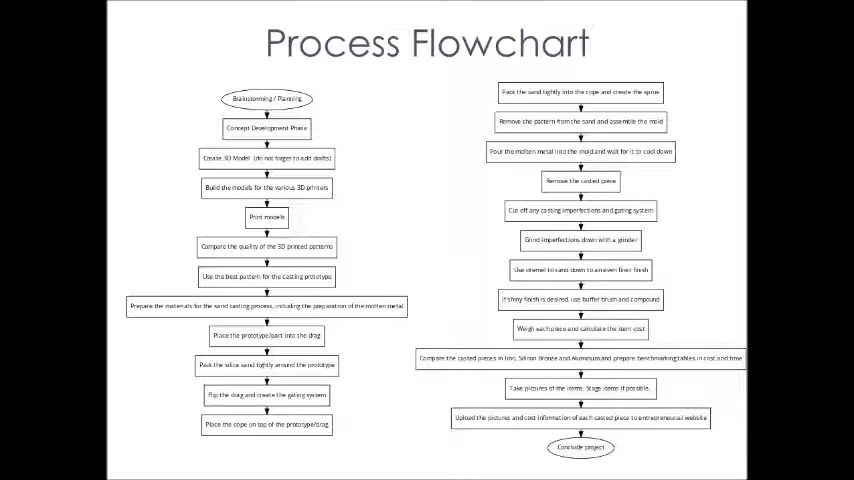 Process Flowchart
Brainstorming / Planning
Concept Development Phase
Create 3D Model (do not forget to add drafts)
Build the models for the various 3D printers
Print models
Compare the quality of the 3D printed patterns
Use the best pattern for the casting prototype
Prepare the materials for the sand casting process, including the preparation of the molten metal
Place the prototype/part into the drag
Pack the silica sand tightly around the prototype
Flip the drag and create the gating system
Place the cope on top of the prototype/drag
Pack the sand tightly into the cope and create the sprue
Remove the pattern from the sand and assemble the mold
Pour the molten metal into the mold and wait for it to cool down
Remove the casted piece
Cut off any casting imperfections and gating system
Grind imperfections down with a grinder
Use dremel to sand down to an even finer finish
If shiny finish is desired, use buffer brush and compound
Weigh each piece and calculate the item cost
Compare the casted pieces in Iron, Silicon Bronze and Aluminum and prepare benchmarking tables in cost and time
Take pictures of the items. Stage items if possible.
Upload the pictures and cost information of each casted piece to entrepreneurial website
Conclude project